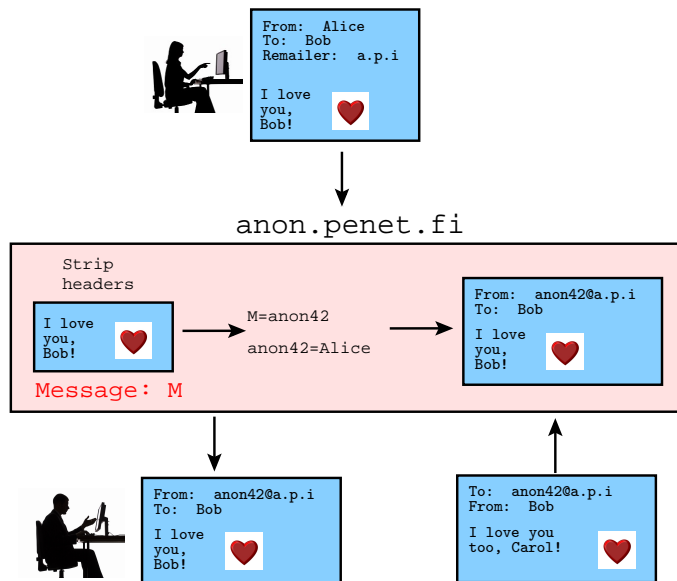 From: Alice
To: Bob
Remailer: a.p.i
I love
you,
Bob!
anon.penet.fi
Strip
headers
I love
you,
Bob!
Message: M
M=anon42
anon42=Alice
From: anon42@a.p.i
To: Bob
I love
you,
Bob!
From: anon42@a.p.i
To: Bob
I love
you,
Bob!
To: anon42@a.p.i
From: Bob
I love you
too, Carol!